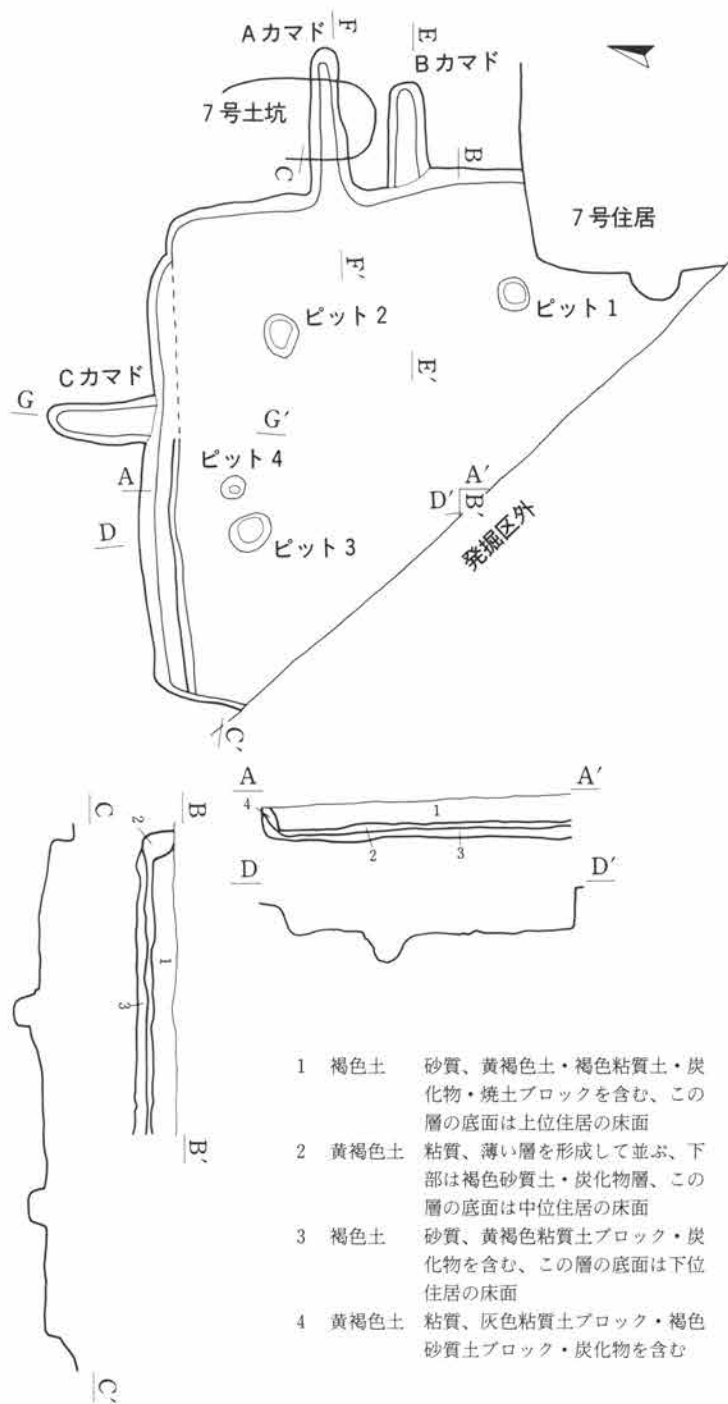 Aカマド
F
E
Bカマド
7号土坑
C
B
7号住居
F'
ピット2
ピット1
E'
Cカマド
G
G'
ピット4
A
A'
D'
B'
D
ピット3
発掘区外
C'
A
A'
4
1
2
3
D
D'
C
B
2
1
3
B'
C'
1 褐色土 砂質、黄褐色土・褐色粘質土・炭
化物・焼土ブロックを含む、この
層の底面は上位住居の床面
2 黄褐色土 粘質、薄い層を形成して並ぶ、下
部は褐色砂質土・炭化物層、この
層の底面は中位住居の床面
3 褐色土 砂質、黄褐色粘質土ブロック・炭
化物を含む、この層の底面は下位
住居の床面
4 黄褐色土 粘質、灰色粘質土ブロック・褐色
砂質土ブロック・炭化物を含む